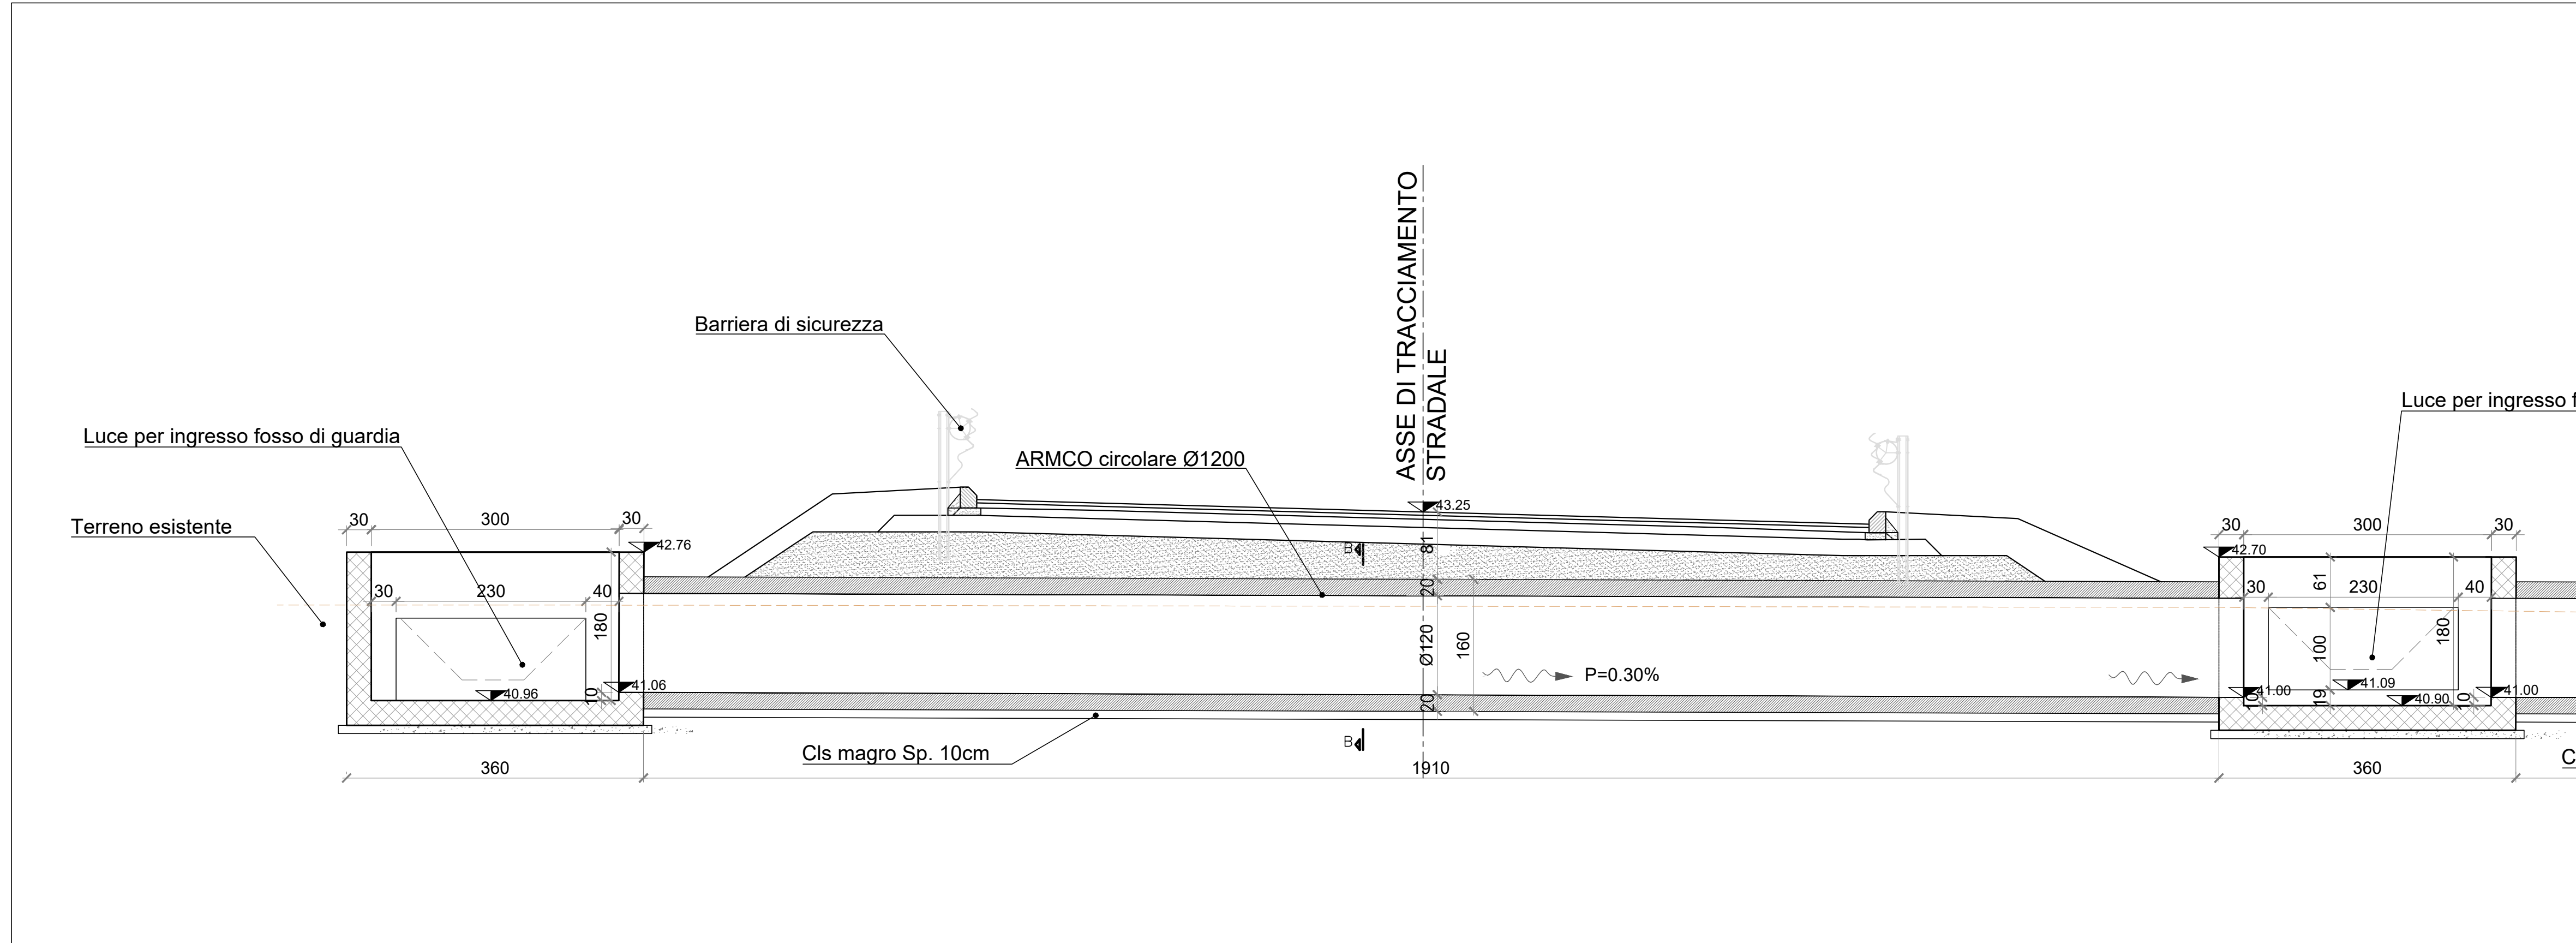 ASSE DI TRACCIAMENTO
STRADALE
Barriera di sicurezza
Luce per ingresso f
Luce per ingresso fosso di guardia
ARMCO circolare Ø1200
43.25
Terreno esistente
30
300
30
42.76
30
230
40
180
10
41.06
40.96
B
81
20
Ø120
160
20
P=0.30%
B
Cls magro Sp. 10cm
30
300
30
42.70
61
30
230
40
100
180
41.00
41.09
41.00
10
19
40.90
10
C
360
1910
360